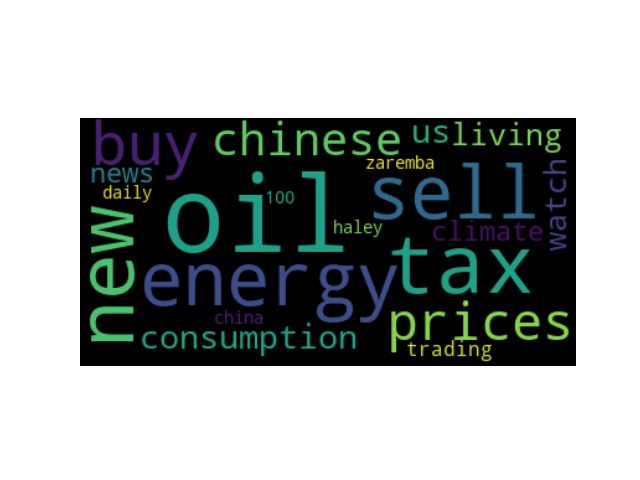 buy
chinese
us
living
news
zaremba
daily
oil
100
sell
watch
new
haley
climate
energy
tax
china
prices
consumption
trading